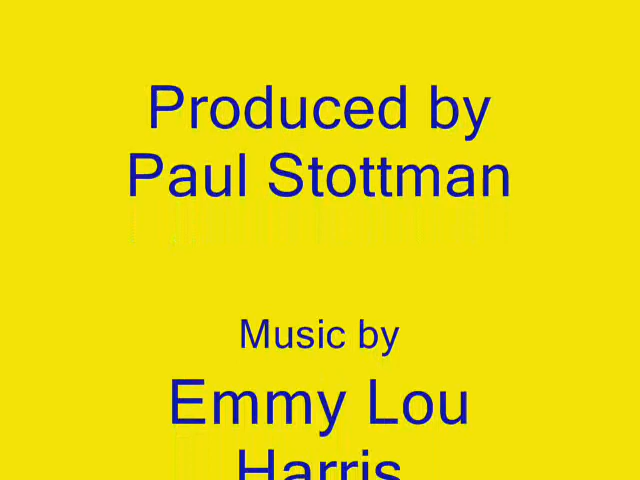 Produced by
Paul Stottman
Music by
Emmy Lou
Harris